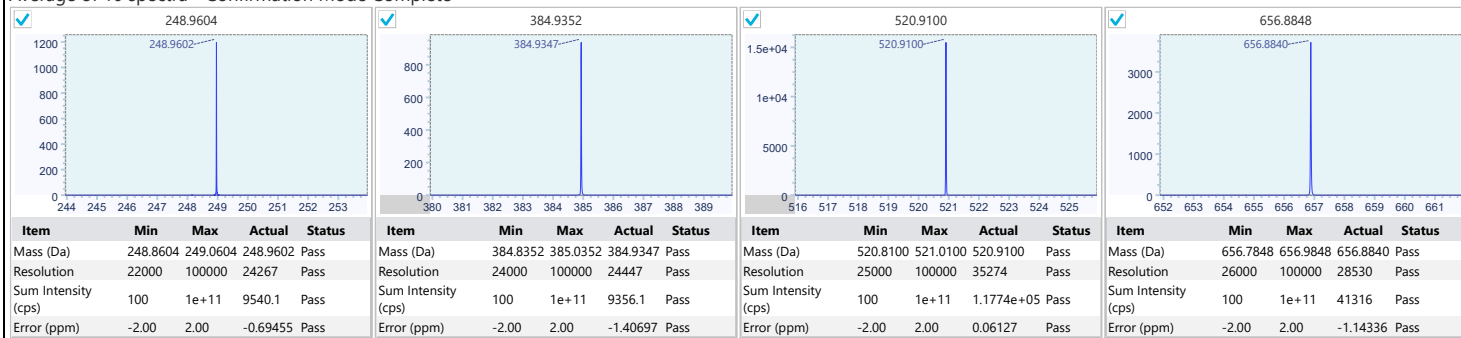 248.9604
248.9602
1200
1000
800
600
400
200
0
244 245 246 247 248 249 250 251 252 253
Item Min Max Actual Status
Mass (Da) 248.8604 249.0604 248.9602 Pass
Resolution 22000 100000 24267 Pass
Sum Intensity
(cps) 100 1e+11 9540.1 Pass
Error (ppm) -2.00 2.00 -0.69455 Pass
384.9352
384.9347
800
600
400
200
0
380 381 382 383 384 385 386 387 388 389
Item Min Max Actual Status
Mass (Da) 384.8352 385.0352 384.9347 Pass
Resolution 24000 100000 24447 Pass
Sum Intensity
(cps) 100 1e+11 9356.1 Pass
Error (ppm) -2.00 2.00 -1.40697 Pass
520.9100
520.9100
1.5e+04
1e+04
5000
0
516 517 518 519 520 521 522 523 524 525
Item Min Max Actual Status
Mass (Da) 520.8100 521.0100 520.9100 Pass
Resolution 25000 100000 35274 Pass
Sum Intensity
(cps) 100 1e+11 1.1774e+05 Pass
Error (ppm) -2.00 2.00 0.06127 Pass
656.8848
656.8840
3000
2000
1000
0
652 653 654 655 656 657 658 659 660 661
Item Min Max Actual Status
Mass (Da) 656.7848 656.9848 656.8840 Pass
Resolution 26000 100000 28530 Pass
Sum Intensity
(cps) 100 1e+11 41316 Pass
Error (ppm) -2.00 2.00 -1.14336 Pass